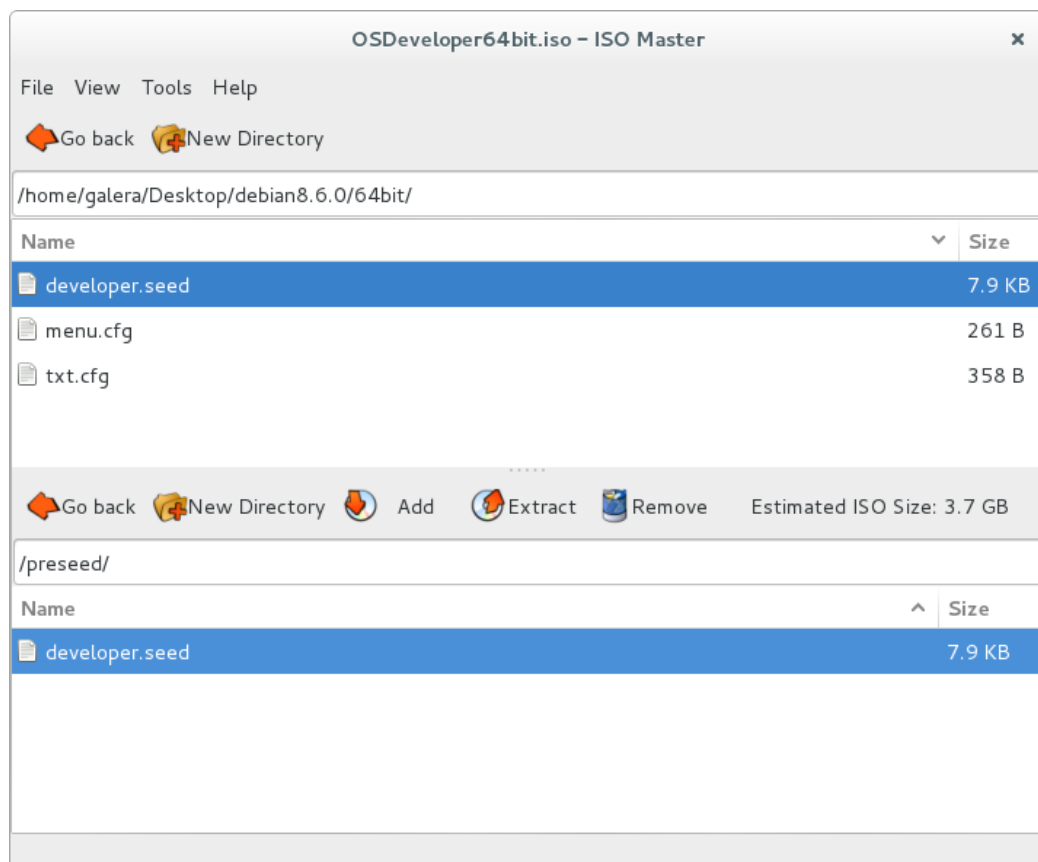 OSDeveloper64bit.iso – ISO Master
File View Tools Help
Go back New Directory
/home/galera/Desktop/debian8.6.0/64bit/
Name Size
developer.seed 7.9 KB
menu.cfg 261 B
txt.cfg 358 B
Go back New Directory Add Extract Remove Estimated ISO Size: 3.7 GB
/preseed/
Name Size
developer.seed 7.9 KB